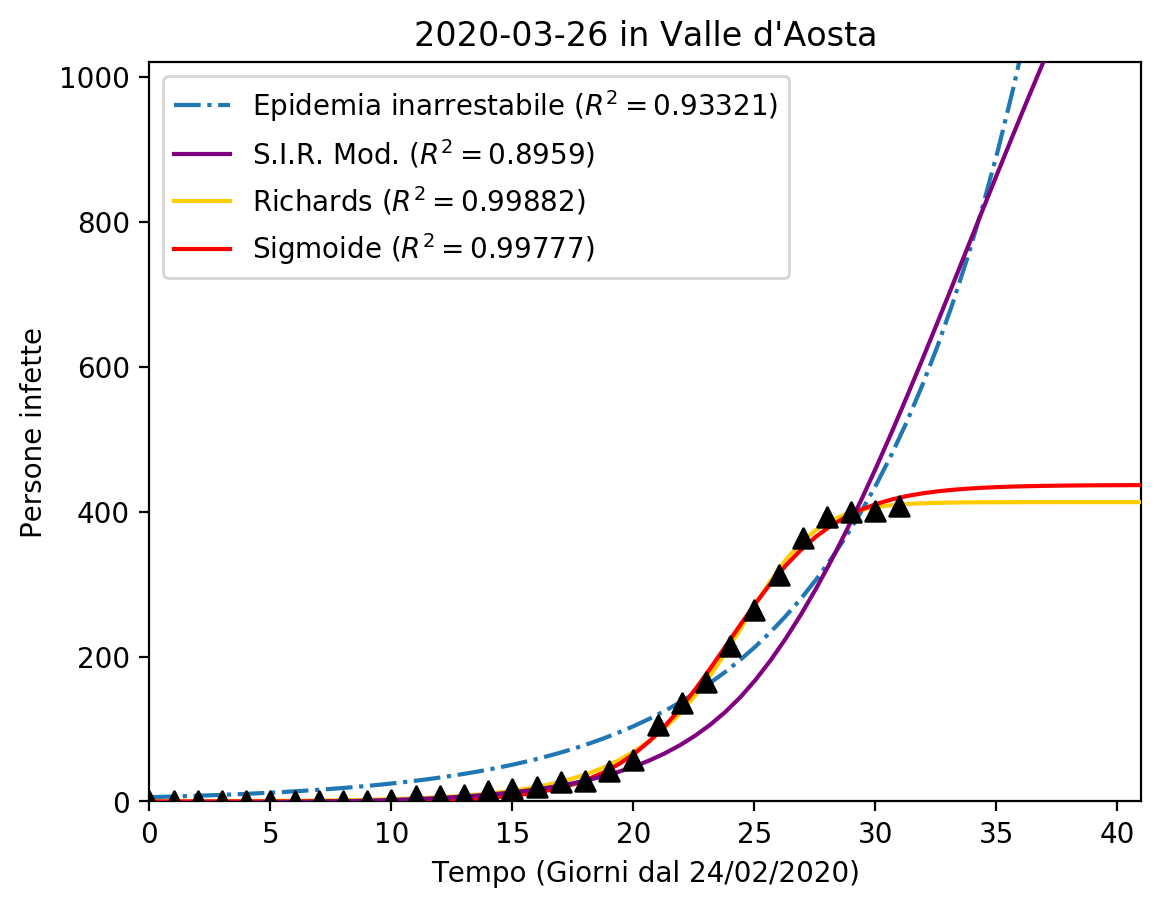 2020-03-26 in Valle d'Aosta
Epidemia inarrestabile (R² = 0.93321)
S.I.R. Mod. (R² = 0.8959)
Richards (R² = 0.99882)
Sigmoide (R² = 0.99777)
Persone infette
1000
800
600
400
200
0
0 5 10 15 20 25 30 35 40
Tempo (Giorni dal 24/02/2020)